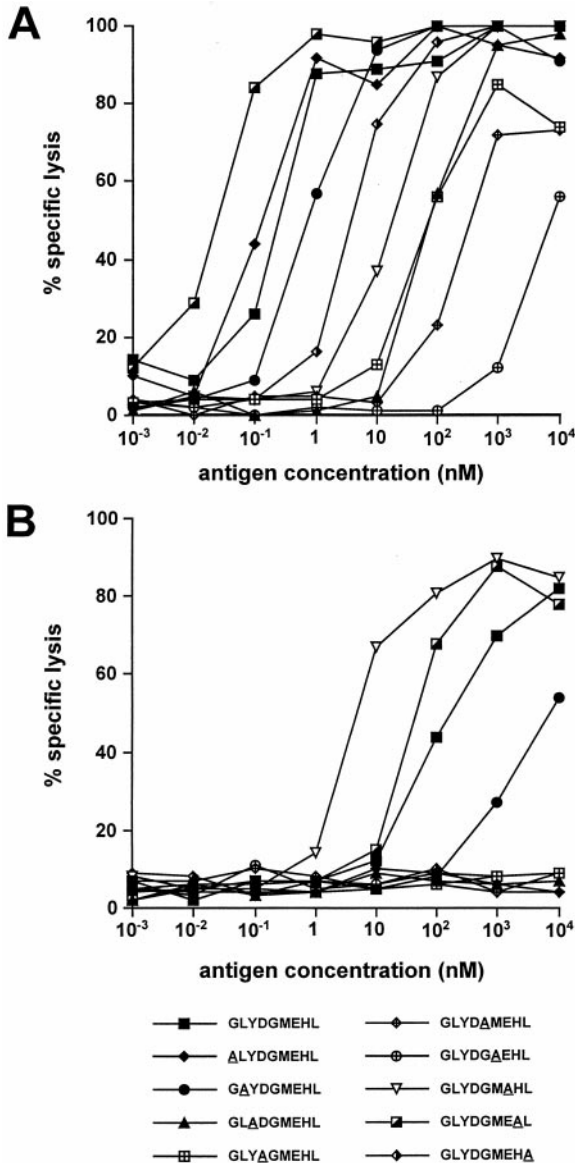 A
% specific lysis
100
80
60
40
20
0
10⁻³ 10⁻² 10⁻¹ 1 10 10² 10³ 10⁴
antigen concentration (nM)
B
% specific lysis
100
80
60
40
20
0
10⁻³ 10⁻² 10⁻¹ 1 10 10² 10³ 10⁴
antigen concentration (nM)
GLYDGMEHL
ALYDGMEHL
GAYDGMEHL
GLADGMEHL
GLYAGMEHL
GLYDAMEHL
GLYDGAEHL
GLYDGMAHL
GLYDGMEAL
GLYDGMEHA